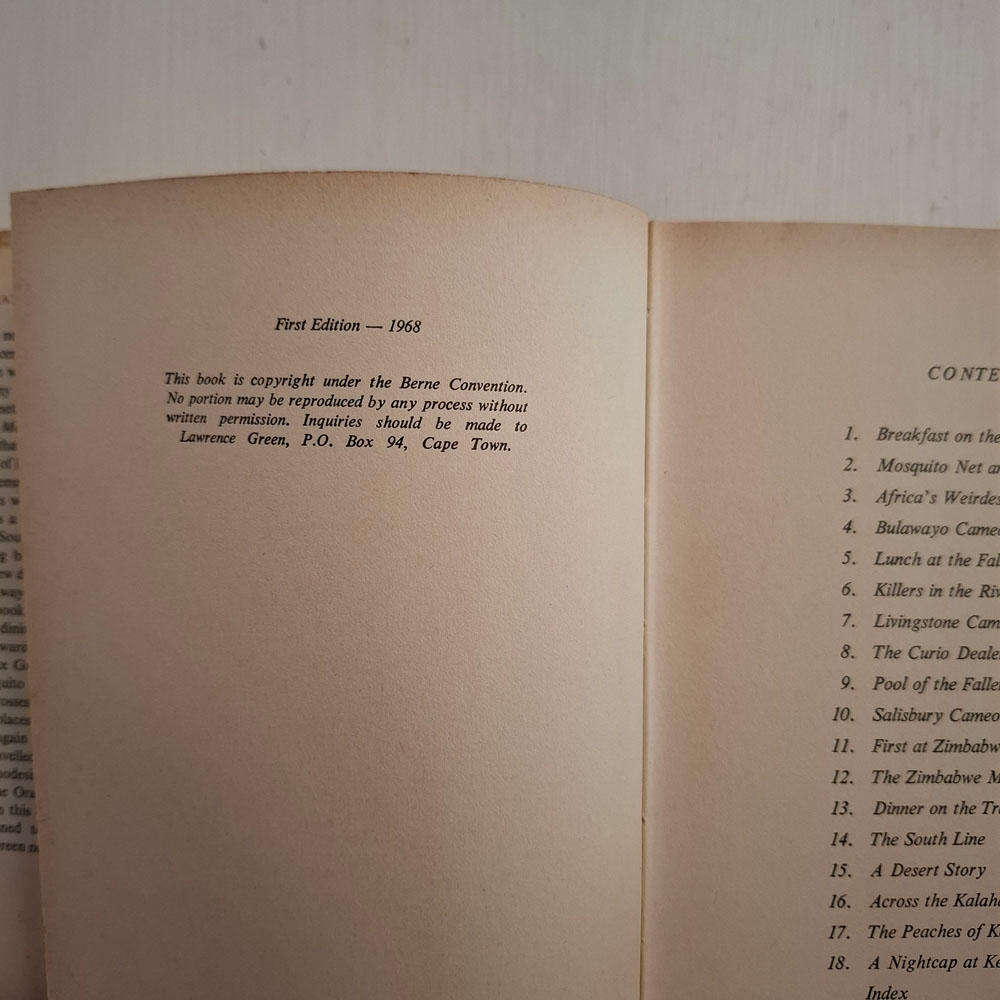 First Edition — 1968
This book is copyright under the Berne Convention.
No portion may be reproduced by any process without
written permission. Inquiries should be made to
Lawrence Green, P.O. Box 94, Cape Town.
CONTE
1. Breakfast on the
2. Mosquito Net an
3. Africa's Weirdes
4. Bulawayo Came
5. Lunch at the Fal
6. Killers in the Riv
7. Livingstone Cam
8. The Curio Deale
9. Pool of the Falle
10. Salisbury Cameo
11. First at Zimbabw
12. The Zimbabwe M
13. Dinner on the Tr
14. The South Line
15. A Desert Story
16. Across the Kalah
17. The Peaches of K
18. A Nightcap at Ke
Index